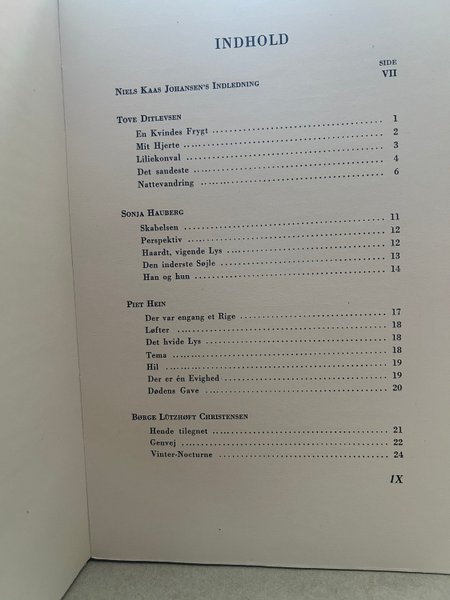 INDHOLD
SIDE
NIELS KAAS JOHANSEN'S INDLEDNING VII
TOVE DITLEVSEN
En Kvindes Frygt 1
Mit Hjerte 2
Liliekonval 3
Det saudeste 4
Nattevandring 6
SONJA HAUBERG
Skabelsen 11
Perspektiv 12
Haardt, vigende Lys 12
Den inderste Søjle 13
Han og hun 14
PIET HEIN
Der var engang et Rige 17
Løfter 18
Det hvide Lys 18
Tema 18
Hil 19
Der er én Evighed 19
Dødens Gave 20
BØRGE LÜTZHØFT CHRISTENSEN
Hende tilegnet 21
Genvej 22
Vinter-Nocturne 24
IX